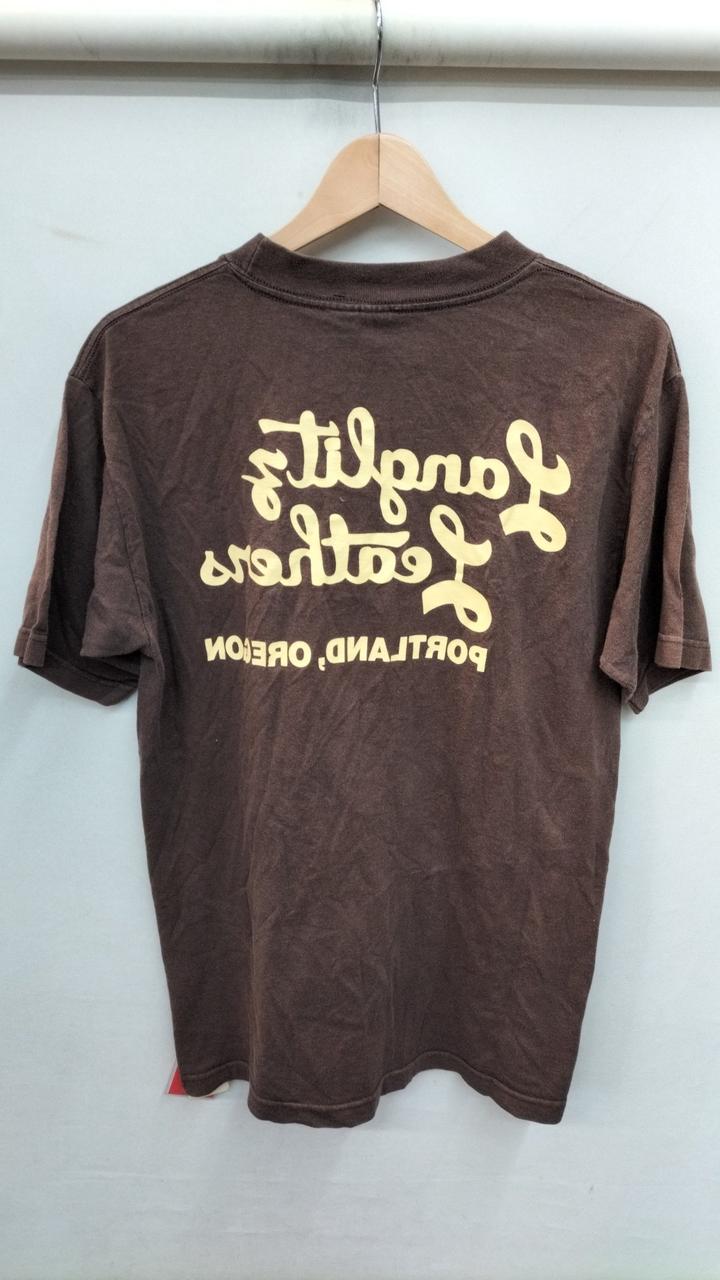 Langlitz
Leathers
PORTLAND, OREGON